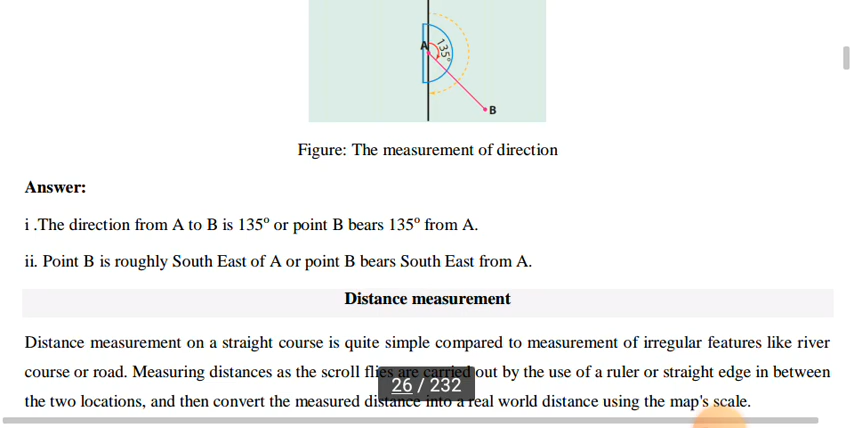 A
135°
B
Figure: The measurement of direction
Answer:
i .The direction from A to B is 135° or point B bears 135° from A.
ii. Point B is roughly South East of A or point B bears South East from A.
Distance measurement
Distance measurement on a straight course is quite simple compared to measurement of irregular features like river
course or road. Measuring distances as the scroll flies are carried out by the use of a ruler or straight edge in between
26 / 232
the two locations, and then convert the measured distance into a real world distance using the map's scale.